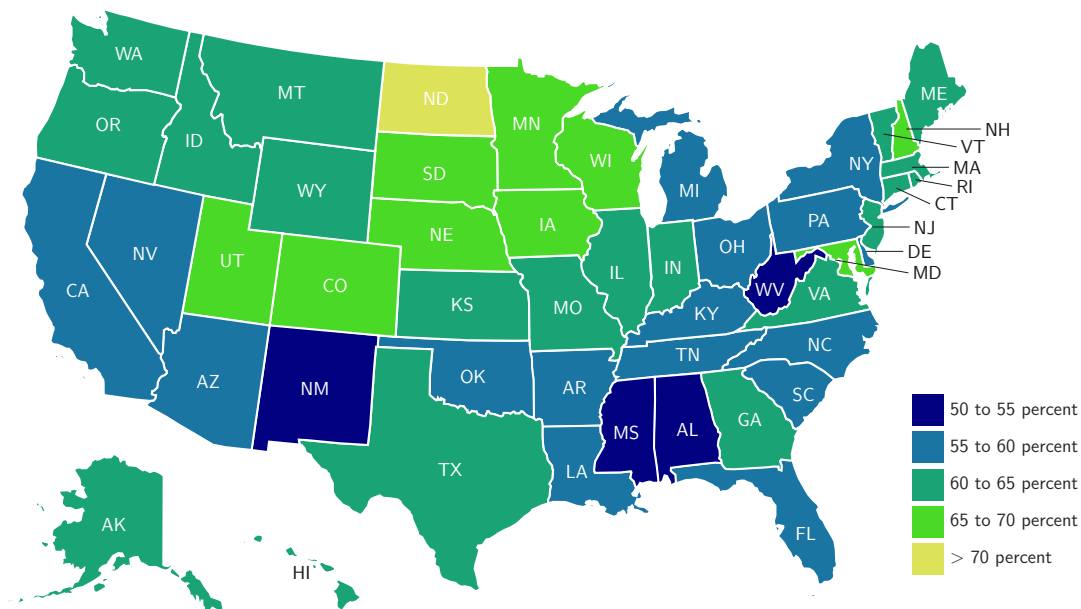 WA
MT
ND
ME
OR
ID
MN
NH
VT
NY
MA
WI
SD
MI
RI
WY
CT
PA
NJ
NE
IA
OH
DE
NV
UT
MD
IL
IN
CO
CA
WV
VA
KS
MO
KY
NC
TN
AZ
NM
OK
AR
SC
50 to 55 percent
GA
MS
AL
55 to 60 percent
TX
LA
60 to 65 percent
65 to 70 percent
AK
FL
> 70 percent
HI